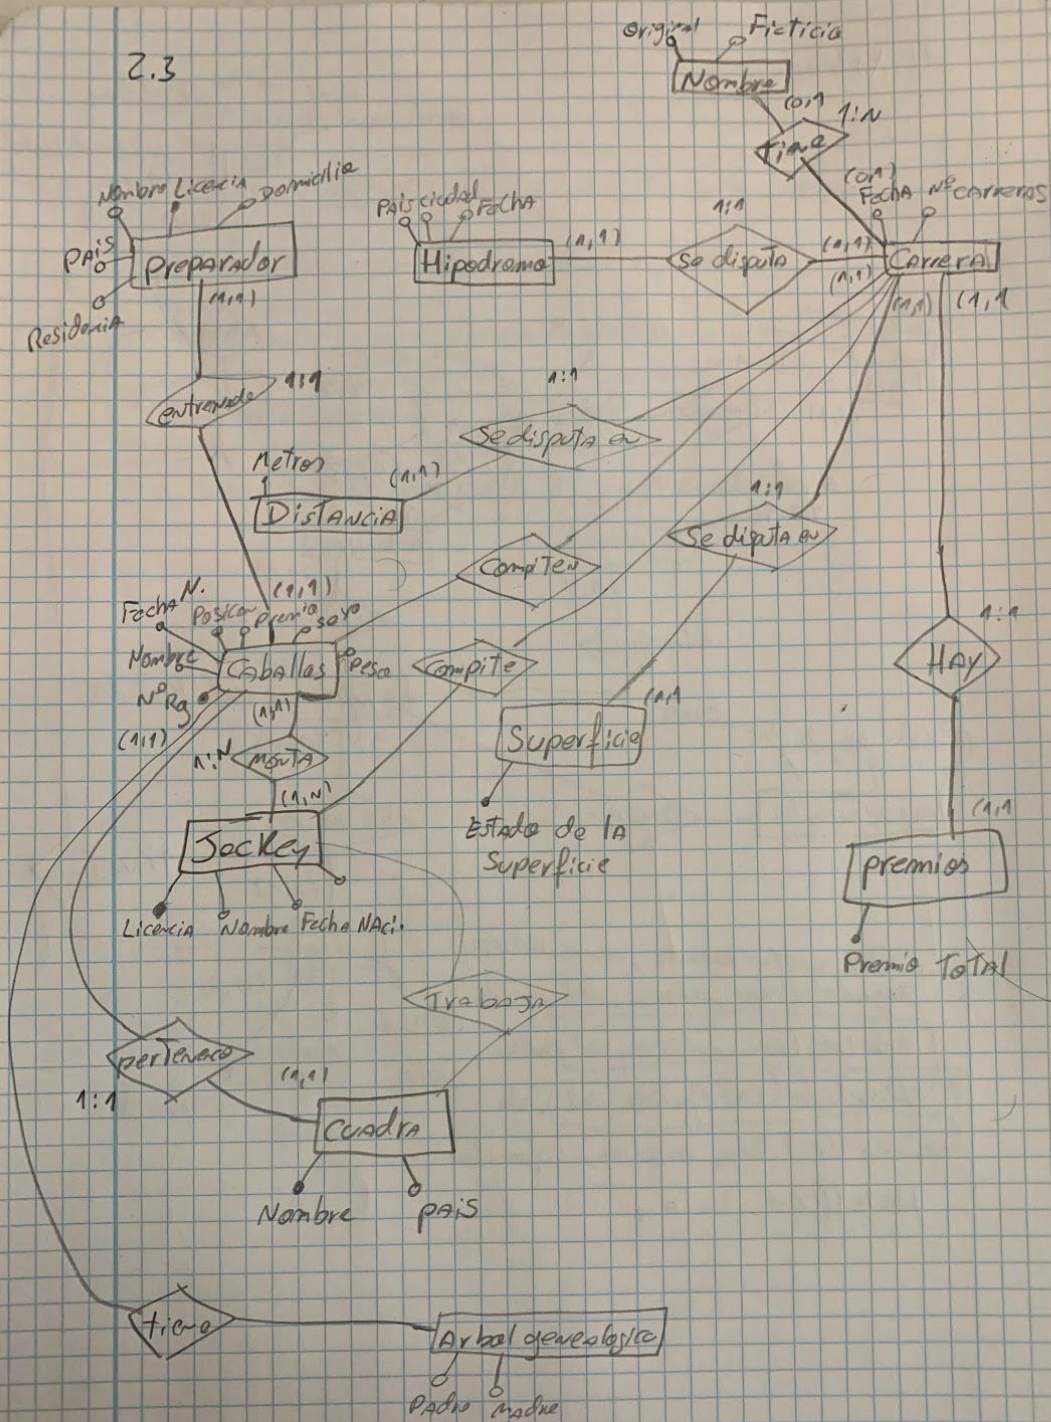 2.3
Original
Ficticio
Nombre
(0,1
1:N
tiene
(0,1)
Fecha Nº CARRERAS
Carrera
Nombre Licencia Domicilio
PAIS
Preparador
Residencia
(1,1)
PAIS ciudad Fecha
Hipodromo
(1,1)
1:1
Se disputa
(1,1)
(1,1)
(1,1)
(1,1
1:1
1:1
Se disputa en
Metros
Distancia
(1,1)
1:1
Se disputa en
Compiten
(1,1)
Fecha N.
Premio
Nombre
Caballos
Peso
Nº Rg
(1,1)
(1,1)
Compite
1:N
monta
(1,N)
(1,1
Superficie
Estado de la
Superficie
1:1
HAY
(1,1
premios
Premio Total
Jockey
Licencia Nombre Fecha NAci.
Trabaja
pertenece
1:1
(1,1)
Cuadra
Nombre
pais
tiene
Arbol genealogico
Padre Madre